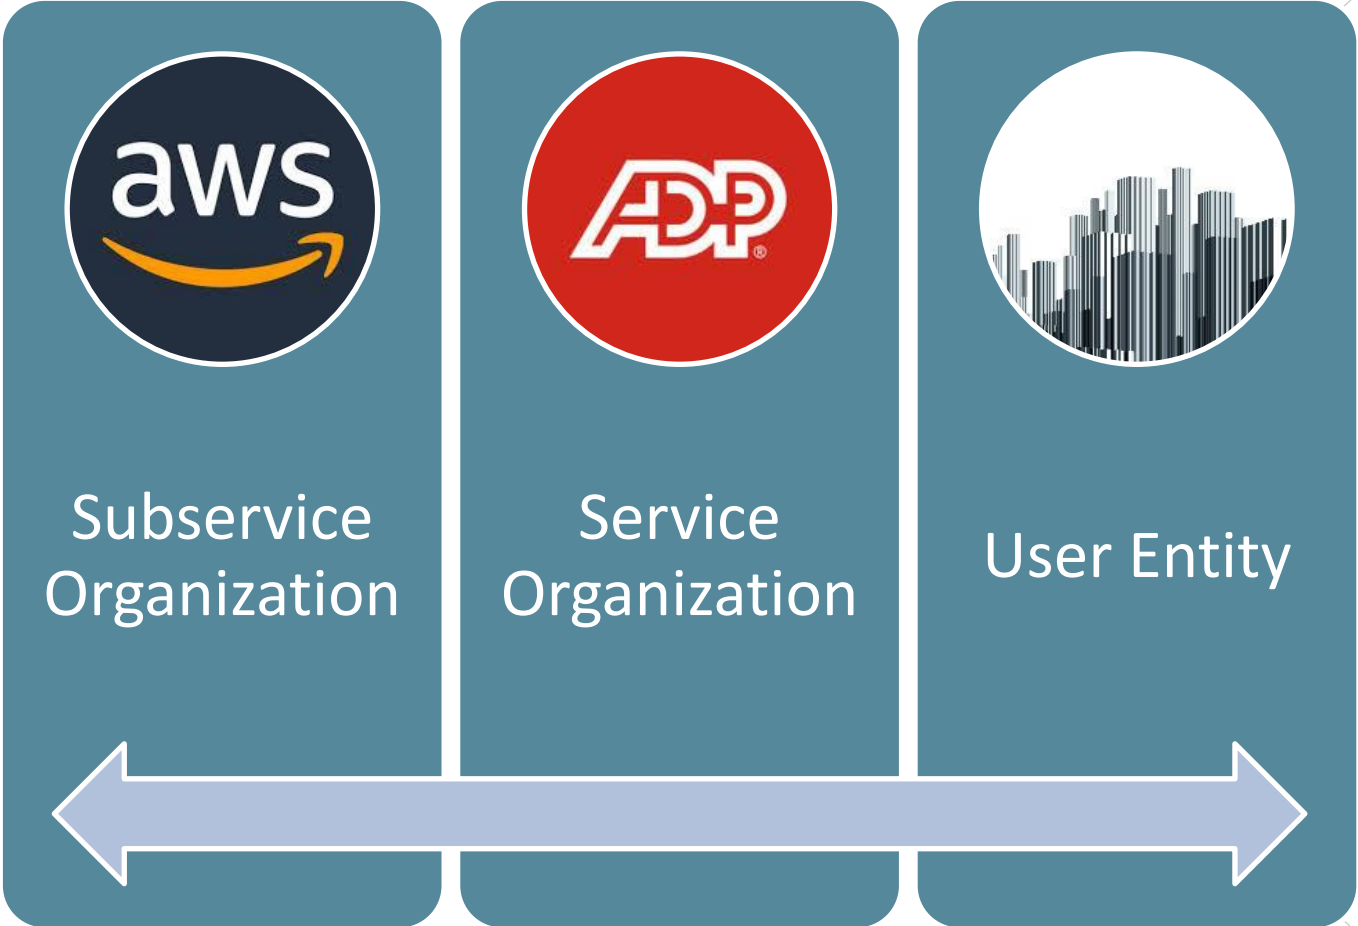 aws
ADP®
Subservice
Organization
Service
Organization
User Entity